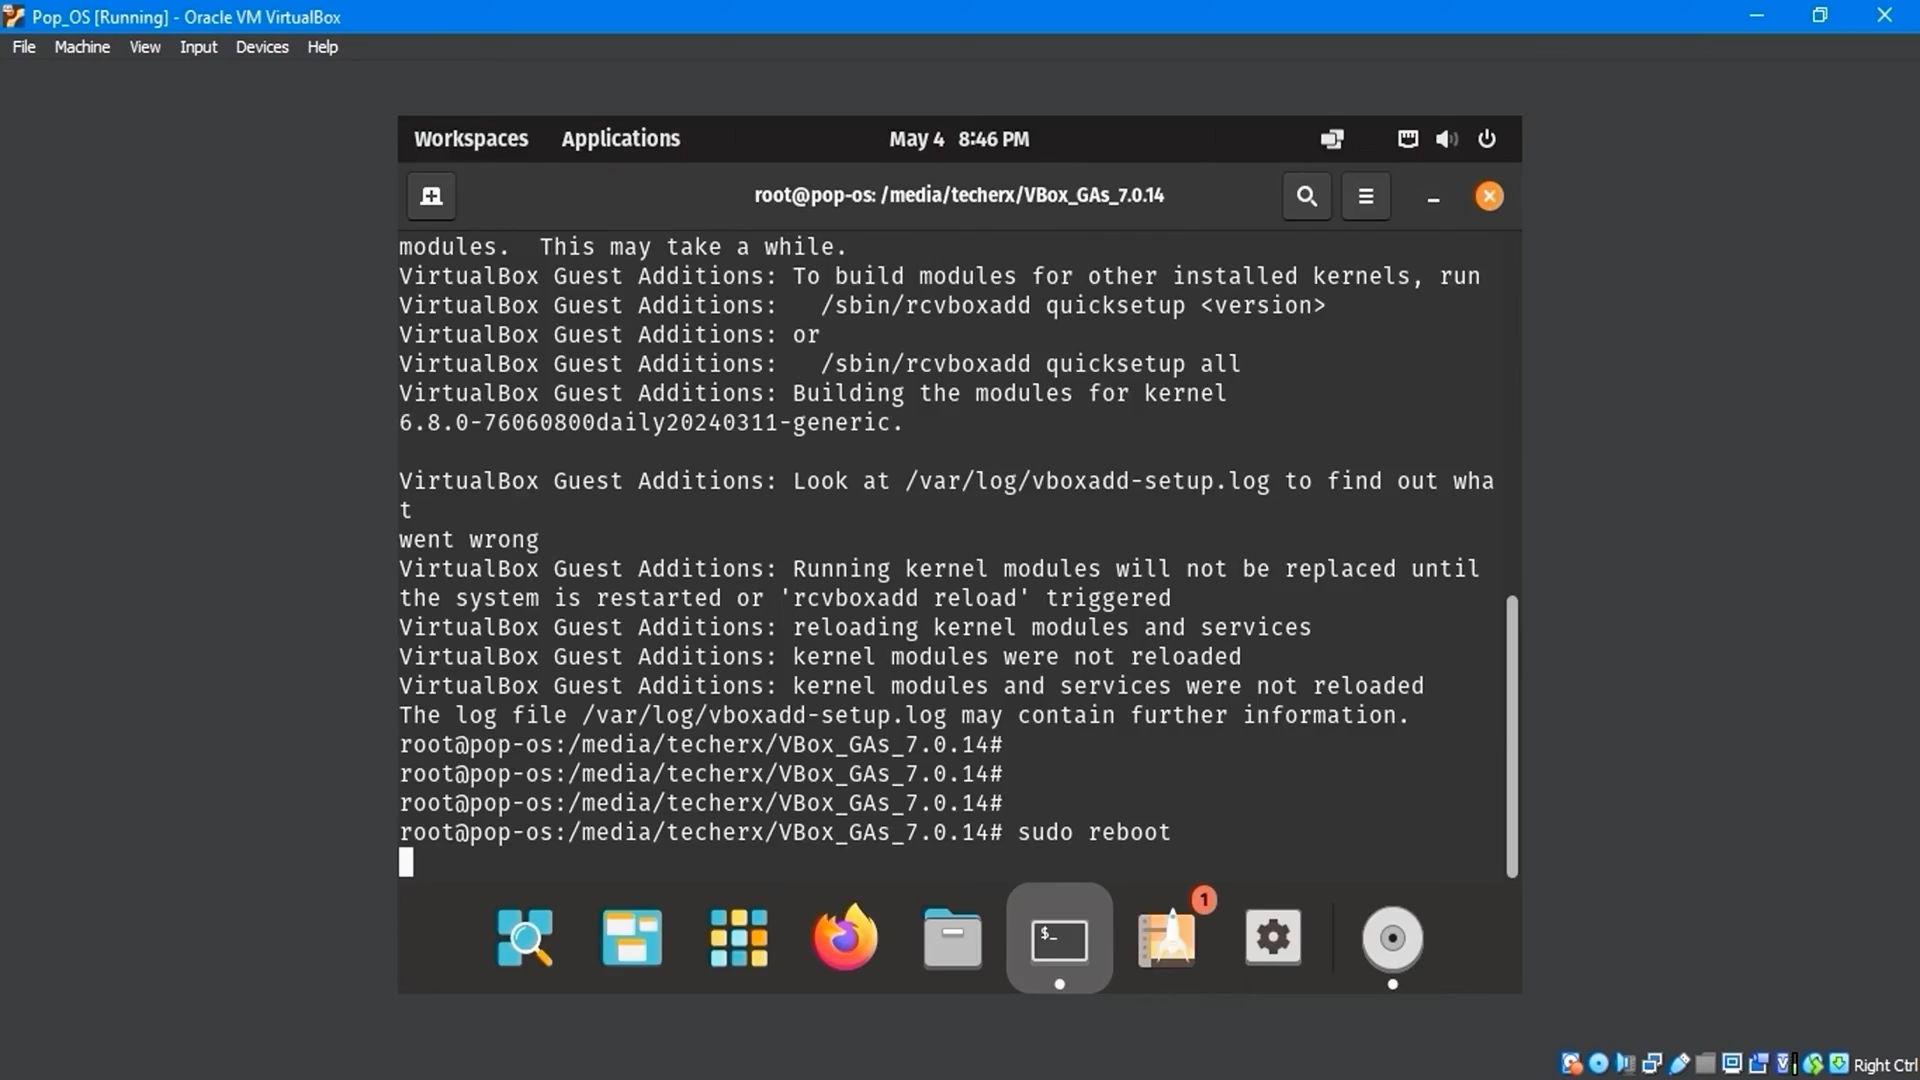 Pop_OS [Running] - Oracle VM VirtualBox
File Machine View Input Devices Help
Workspaces Applications May 4 8:46 PM
root@pop-os: /media/techerx/VBox_GAs_7.0.14
modules.  This may take a while.
VirtualBox Guest Additions: To build modules for other installed kernels, run
VirtualBox Guest Additions:   /sbin/rcvboxadd quicksetup <version>
VirtualBox Guest Additions: or
VirtualBox Guest Additions:   /sbin/rcvboxadd quicksetup all
VirtualBox Guest Additions: Building the modules for kernel
6.8.0-76060800daily20240311-generic.
VirtualBox Guest Additions: Look at /var/log/vboxadd-setup.log to find out wha
t
went wrong
VirtualBox Guest Additions: Running kernel modules will not be replaced until
the system is restarted or 'rcvboxadd reload' triggered
VirtualBox Guest Additions: reloading kernel modules and services
VirtualBox Guest Additions: kernel modules were not reloaded
VirtualBox Guest Additions: kernel modules and services were not reloaded
The log file /var/log/vboxadd-setup.log may contain further information.
root@pop-os:/media/techerx/VBox_GAs_7.0.14#
root@pop-os:/media/techerx/VBox_GAs_7.0.14#
root@pop-os:/media/techerx/VBox_GAs_7.0.14#
root@pop-os:/media/techerx/VBox_GAs_7.0.14# sudo reboot
1
$_
Right Ctrl